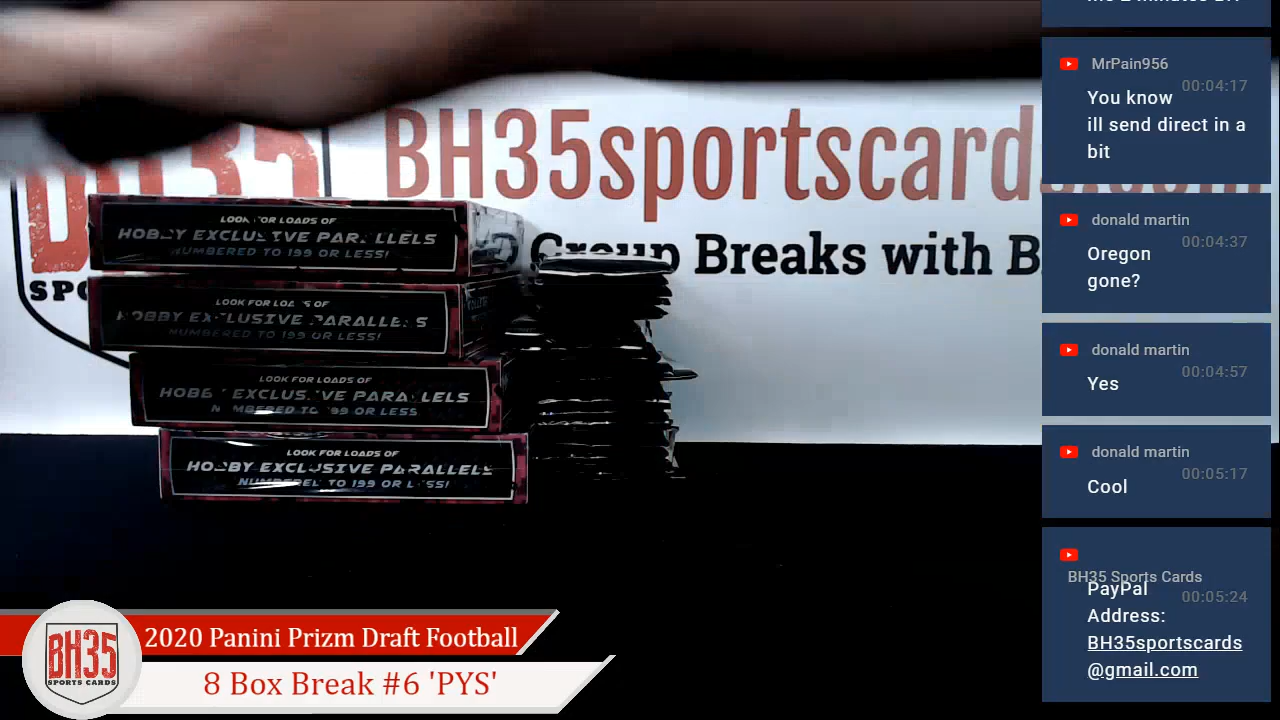 BH35sportscard
Group Breaks with B
LOOK FOR LOADS OF
HOBBY EXCLUSIVE PARALLELS
NUMBERED TO 199 OR LESS!
LOOK FOR LOADS OF
HOBBY EXCLUSIVE PARALLELS
NUMBERED TO 199 OR LESS!
LOOK FOR LOADS OF
HOBBY EXCLUSIVE PARALLELS
NUMBERED TO 199 OR LESS
LOOK FOR LOADS OF
HOBBY EXCLUSIVE PARALLELS
NUMBERED TO 199 OR LESS!
BH35
SPORTS CARDS
2020 Panini Prizm Draft Football
8 Box Break #6 'PYS'
MrPain956
00:04:17
You know
ill send direct in a
bit
donald martin
00:04:37
Oregon
gone?
donald martin
00:04:57
Yes
donald martin
00:05:17
Cool
BH35 Sports Cards
00:05:24
PayPal
Address:
BH35sportscards
@gmail.com